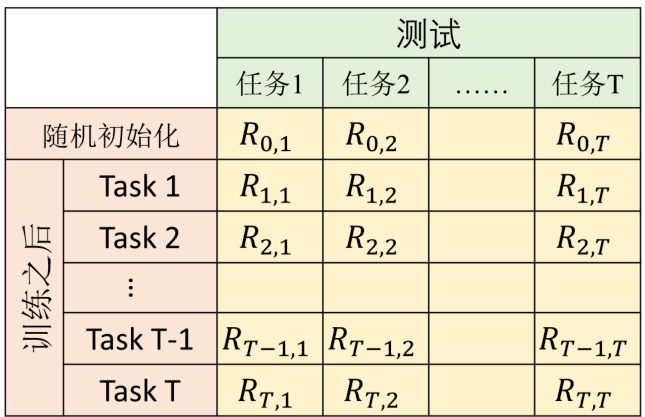 测试
任务1 任务2 …… 任务T
随机初始化 R_{0,1} R_{0,2} R_{0,T}
训练之后
Task 1 R_{1,1} R_{1,2} R_{1,T}
Task 2 R_{2,1} R_{2,2} R_{2,T}
⋮
Task T-1 R_{T−1,1} R_{T−1,2} R_{T−1,T}
Task T R_{T,1} R_{T,2} R_{T,T}